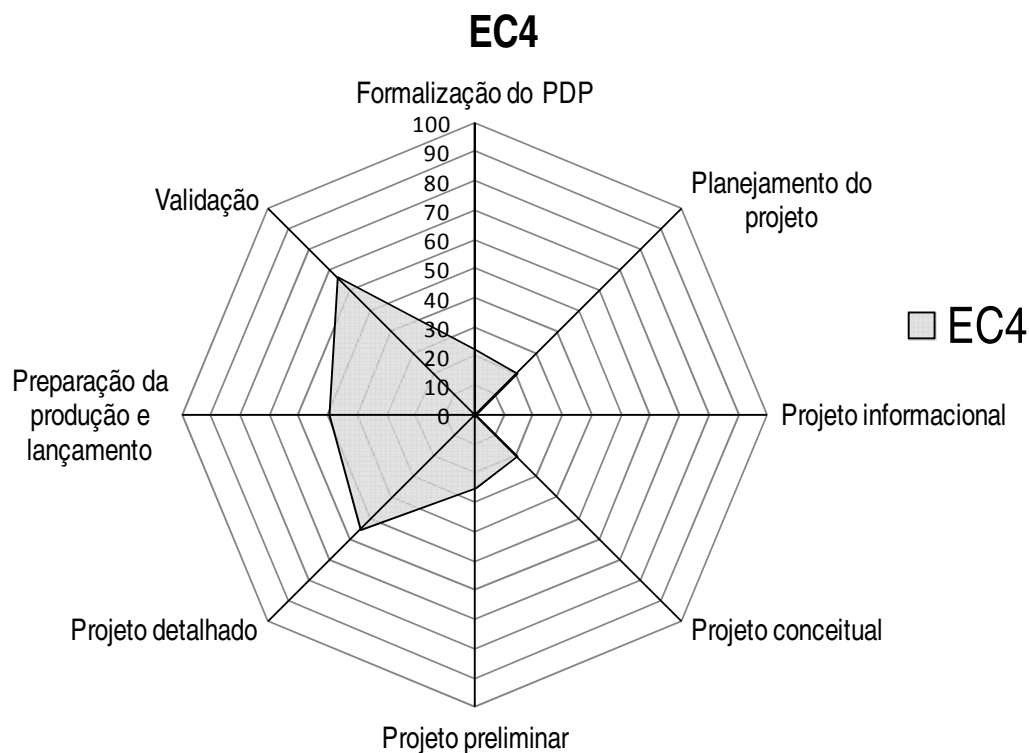 EC4
Formalização do PDP
100
90
80
70
60
50
40
30
20
10
0
Planejamento do
projeto
EC4
Projeto informacional
Projeto conceitual
Projeto preliminar
Projeto detalhado
Preparação da
produção e
lançamento
Validação